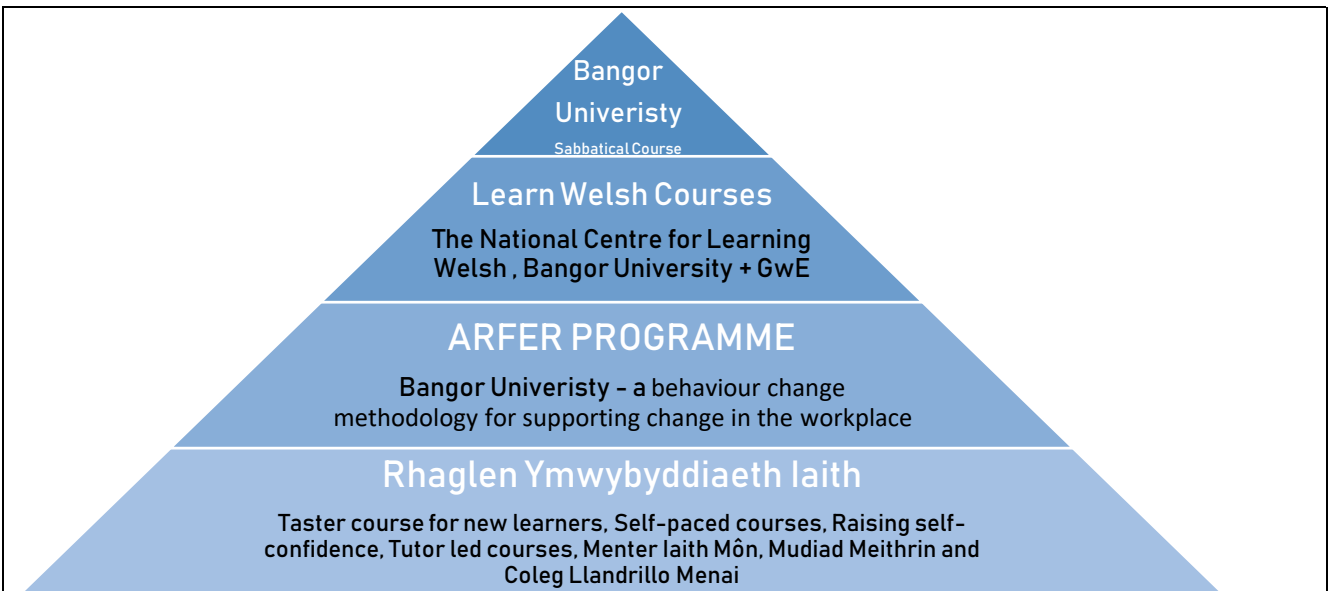 Bangor
Univeristy
Sabbatical Course
Learn Welsh Courses
The National Centre for Learning
Welsh , Bangor University + GwE
ARFER PROGRAMME
Bangor Univeristy - a behaviour change
methodology for supporting change in the workplace
Rhaglen Ymwybyddiaeth Iaith
Taster course for new learners, Self-paced courses, Raising self-
confidence, Tutor led courses, Menter Iaith Môn, Mudiad Meithrin and
Coleg Llandrillo Menai